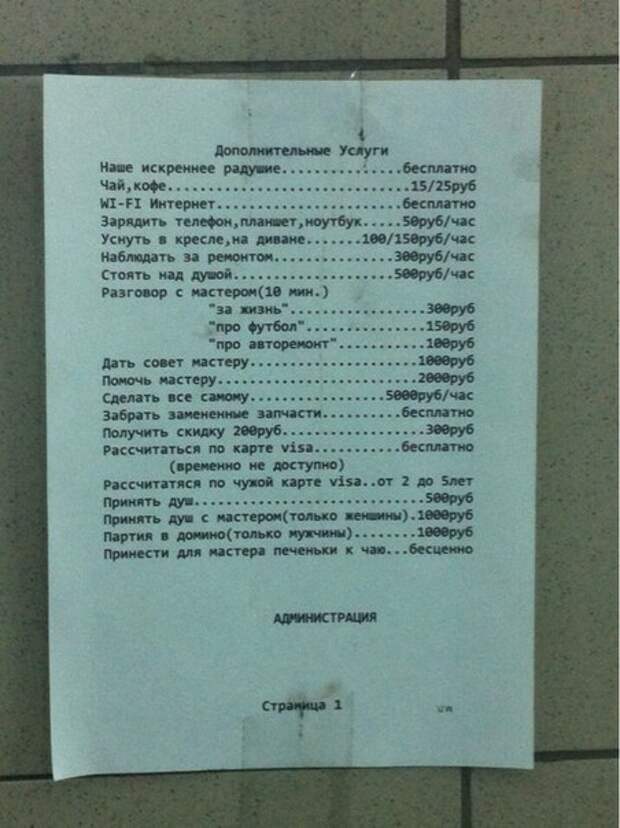 Дополнительные Услуги
Наше искреннее радушие...............бесплатно
Чай,кофе..............................15/25руб
WI-FI Интернет.......................бесплатно
Зарядить телефон,планшет,ноутбук.....50руб/час
Уснуть в кресле,на диване.......100/150руб/час
Наблюдать за ремонтом...............300руб/час
Стоять над душой....................500руб/час
Разговор с мастером(10 мин.)
"за жизнь".................300руб
"про футбол"...............150руб
"про авторемонт"...........100руб
Дать совет мастеру.....................1000руб
Помочь мастеру.........................2000руб
Сделать все самому.................5000руб/час
Забрать замененные запчасти..........бесплатно
Получить скидку 200руб..................300руб
Рассчитаться по карте visa...........бесплатно
(временно не доступно)
Рассчитатяся по чужой карте visa..от 2 до 5лет
Принять душ.............................500руб
Принять душ с мастером(только женшины).1000руб
Партия в домино(только мужчины)........1000руб
Принести для мастера печеньки к чаю...бесценно
АДМИНИСТРАЦИЯ
Страница 1